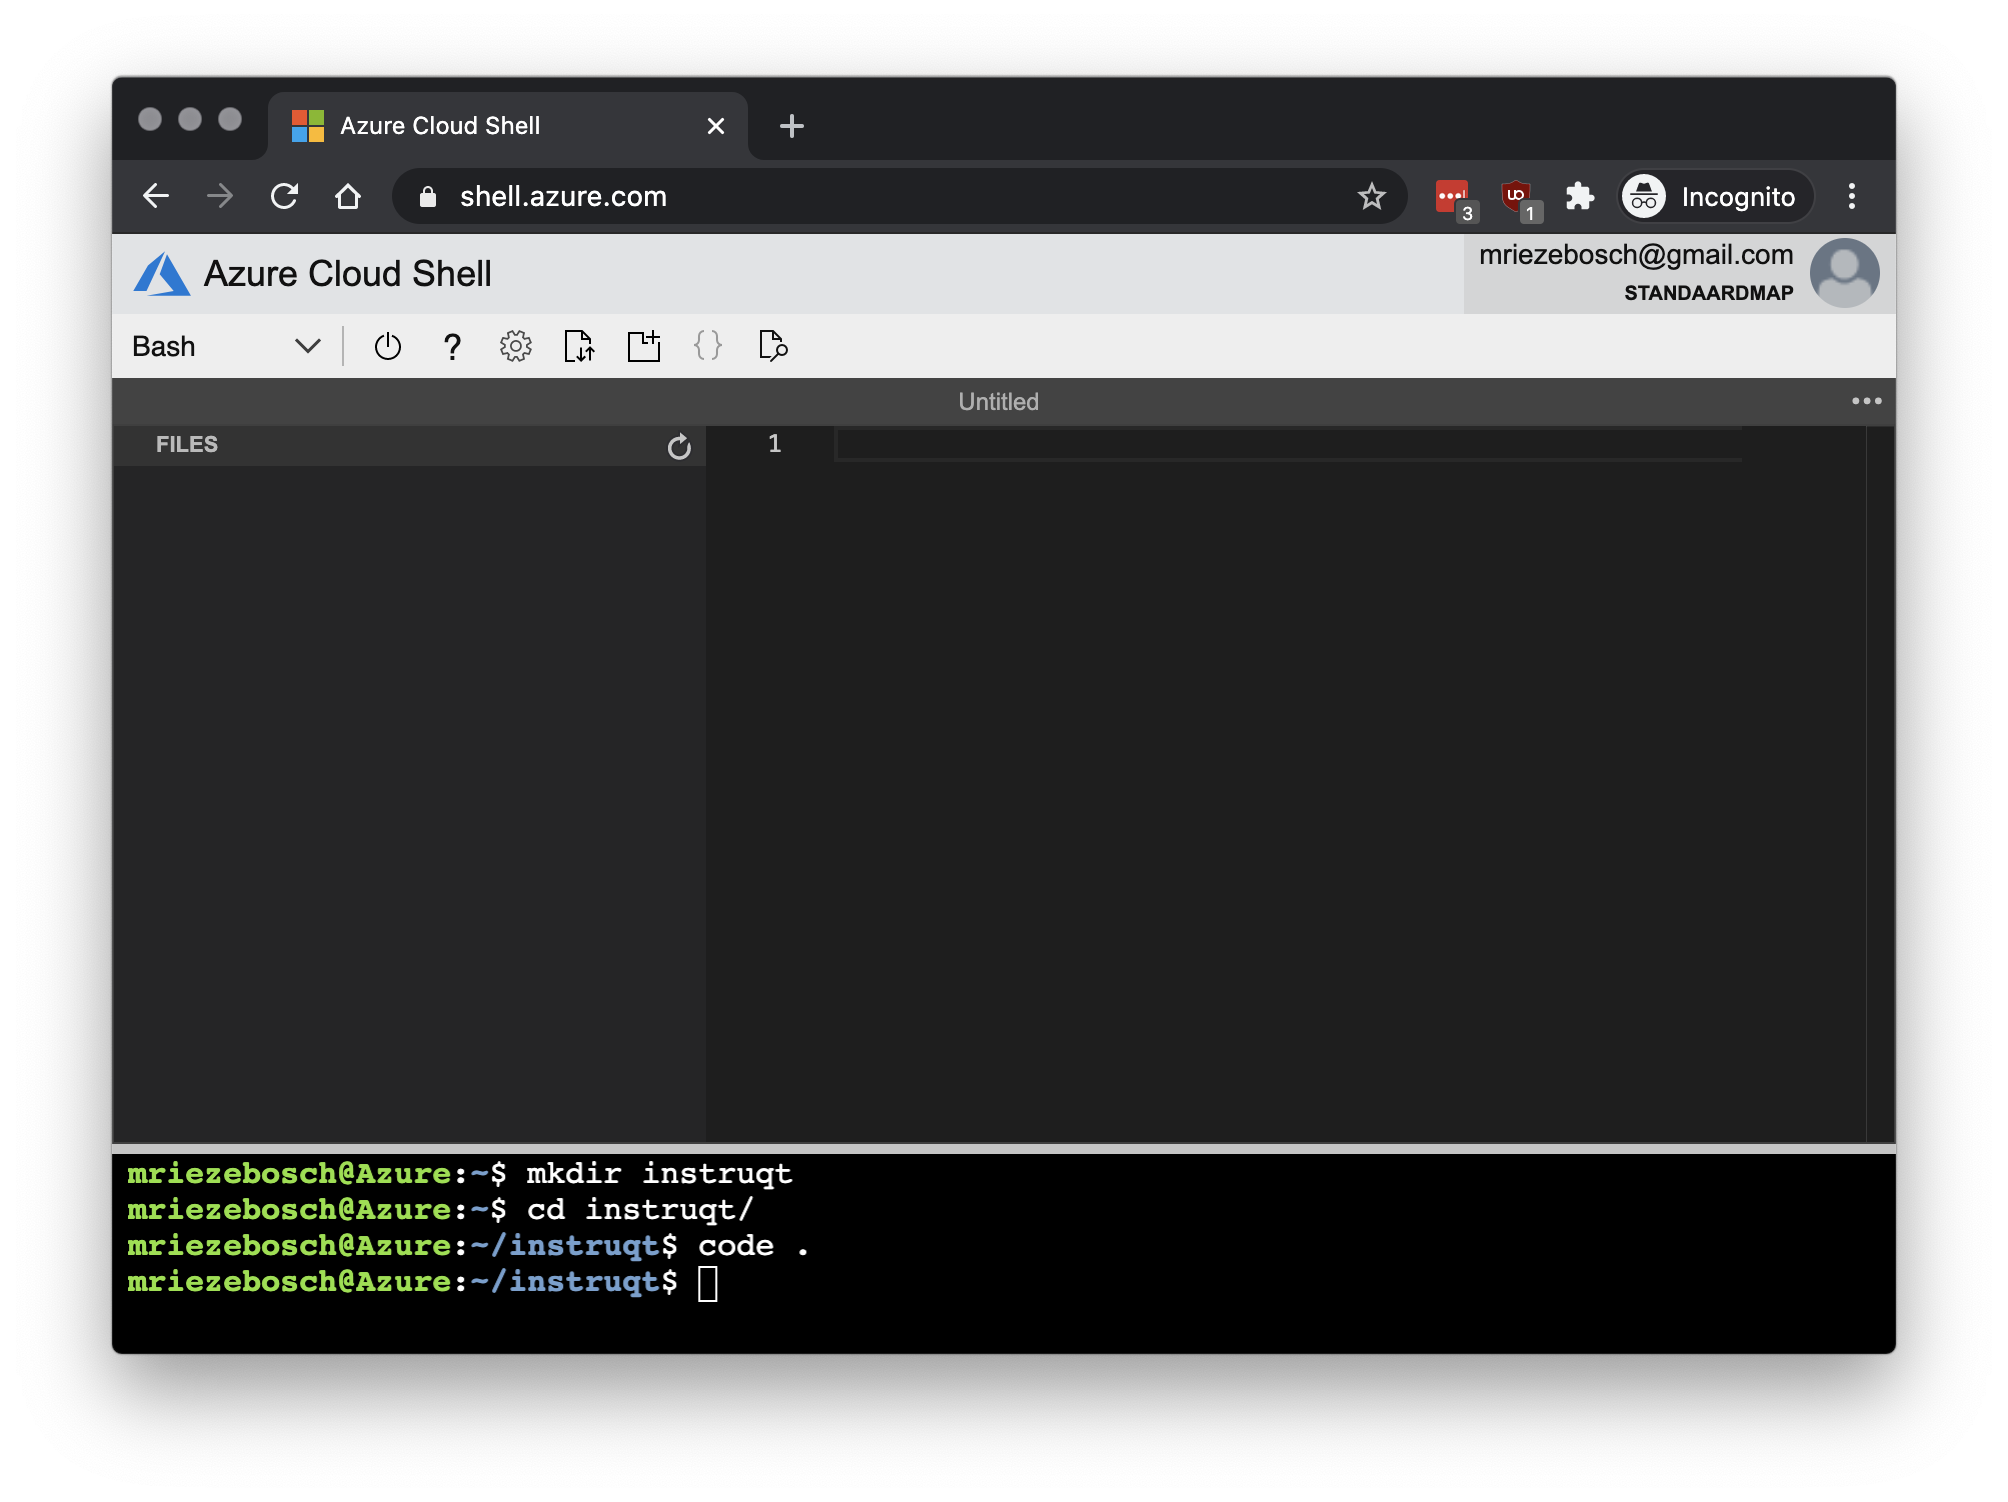 Azure Cloud Shell
shell.azure.com
3
1
Incognito
Azure Cloud Shell
mriezebosch@gmail.com
STANDAARDMAP
Bash
?
{}
Untitled
FILES
1
mriezebosch@Azure:~$ mkdir instruqt
mriezebosch@Azure:~$ cd instruqt/
mriezebosch@Azure:~/instruqt$ code .
mriezebosch@Azure:~/instruqt$